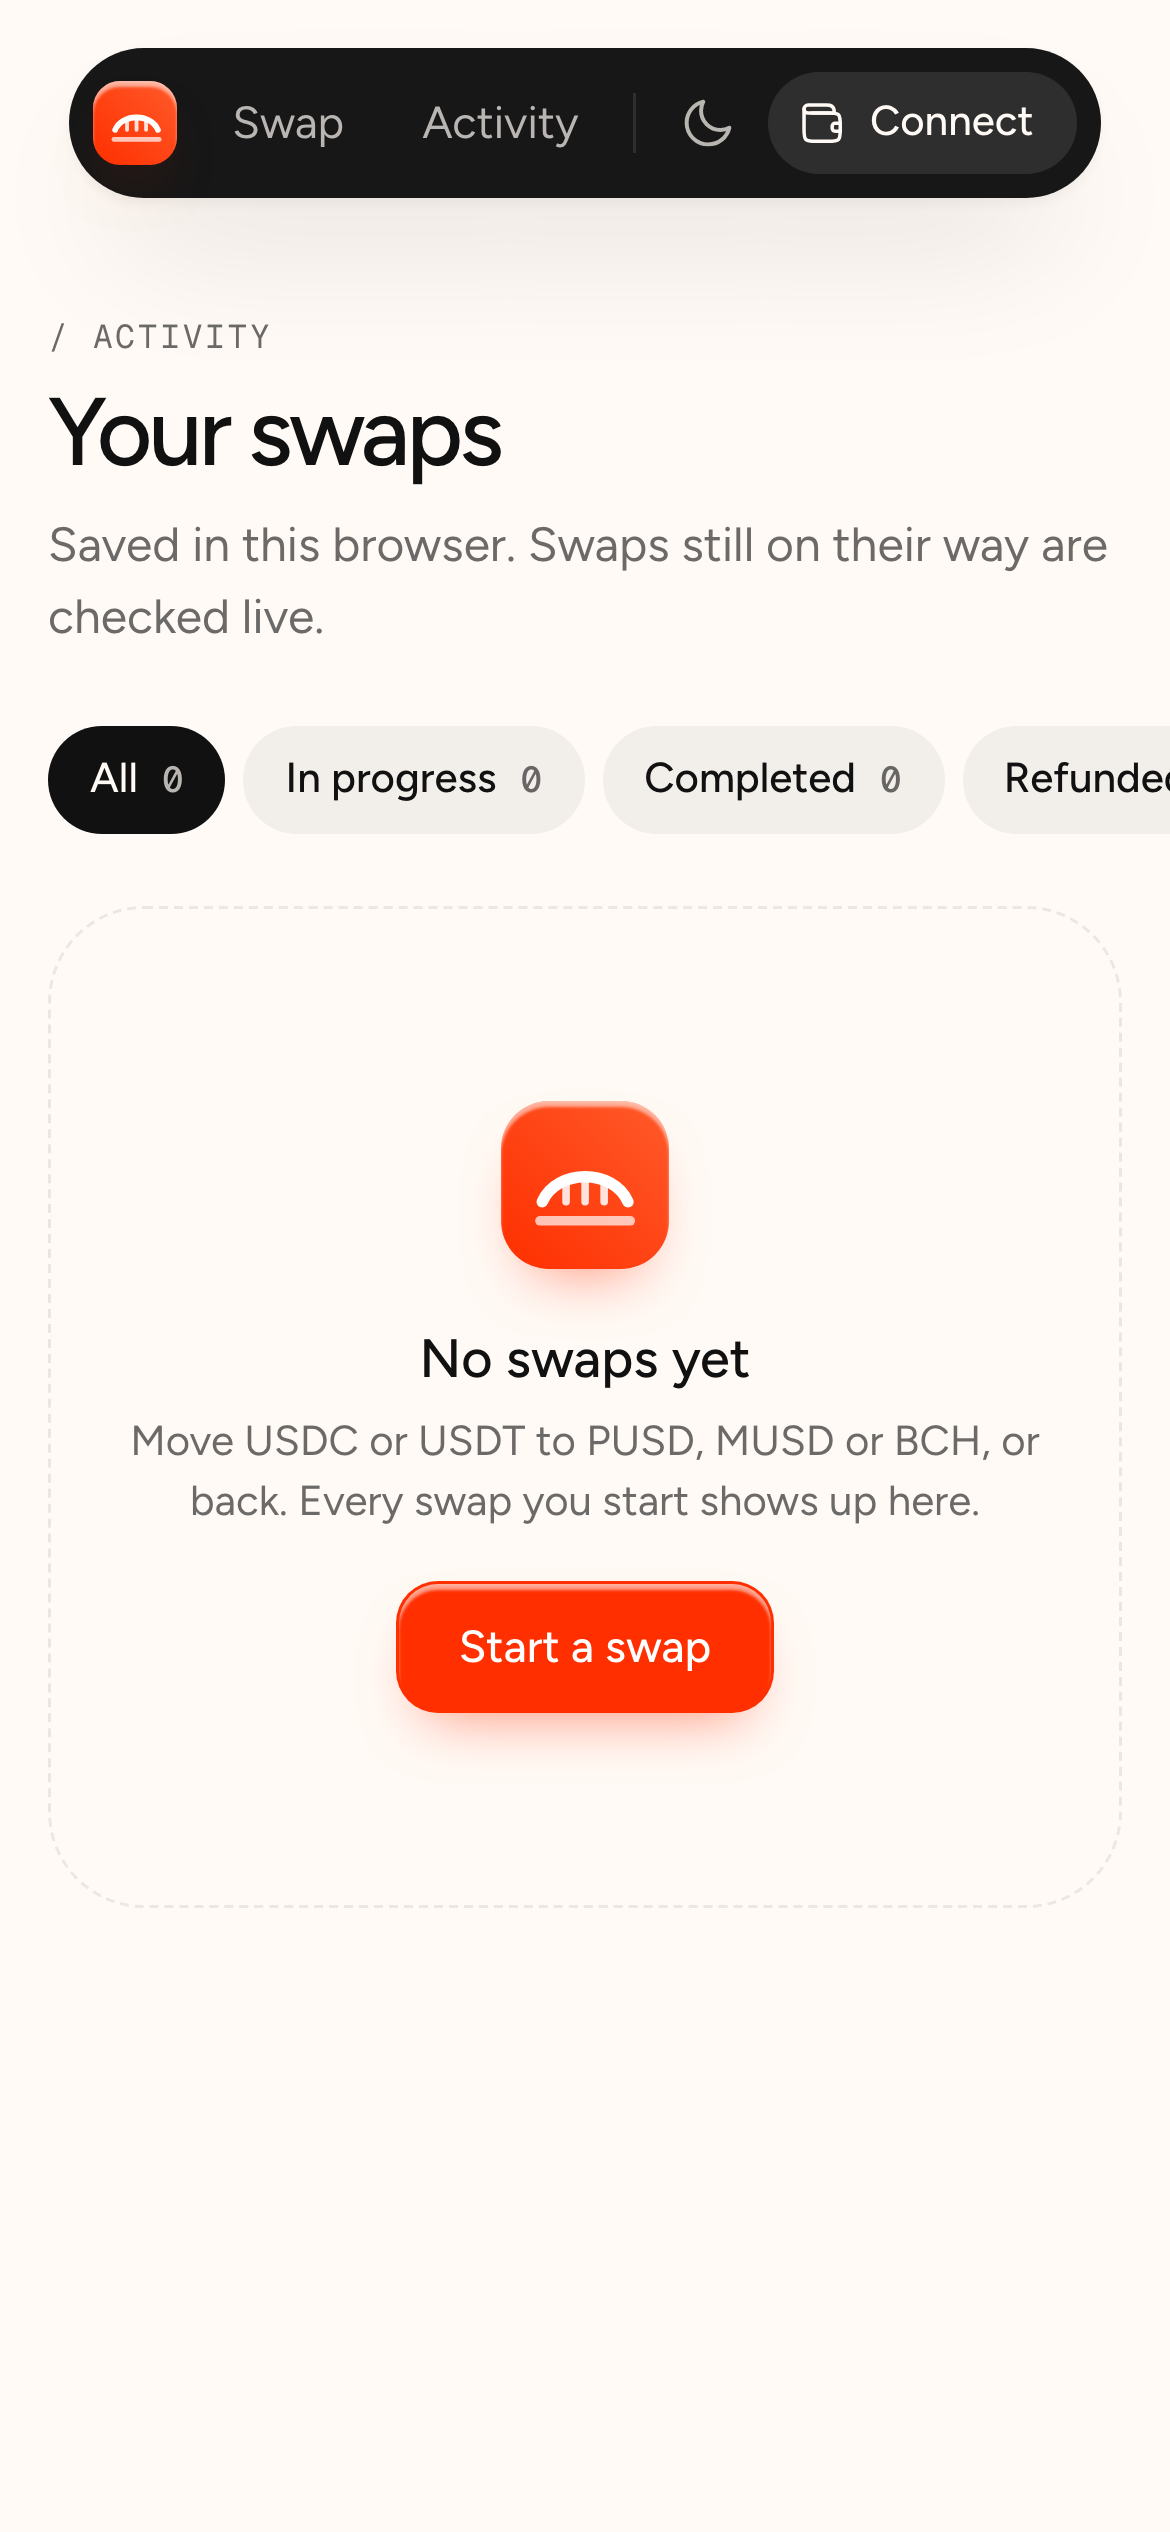 Swap Activity Connect
/ ACTIVITY
Your swaps
Saved in this browser. Swaps still on their way are
checked live.
All 0 In progress 0 Completed 0 Refunded
No swaps yet
Move USDC or USDT to PUSD, MUSD or BCH, or
back. Every swap you start shows up here.
Start a swap